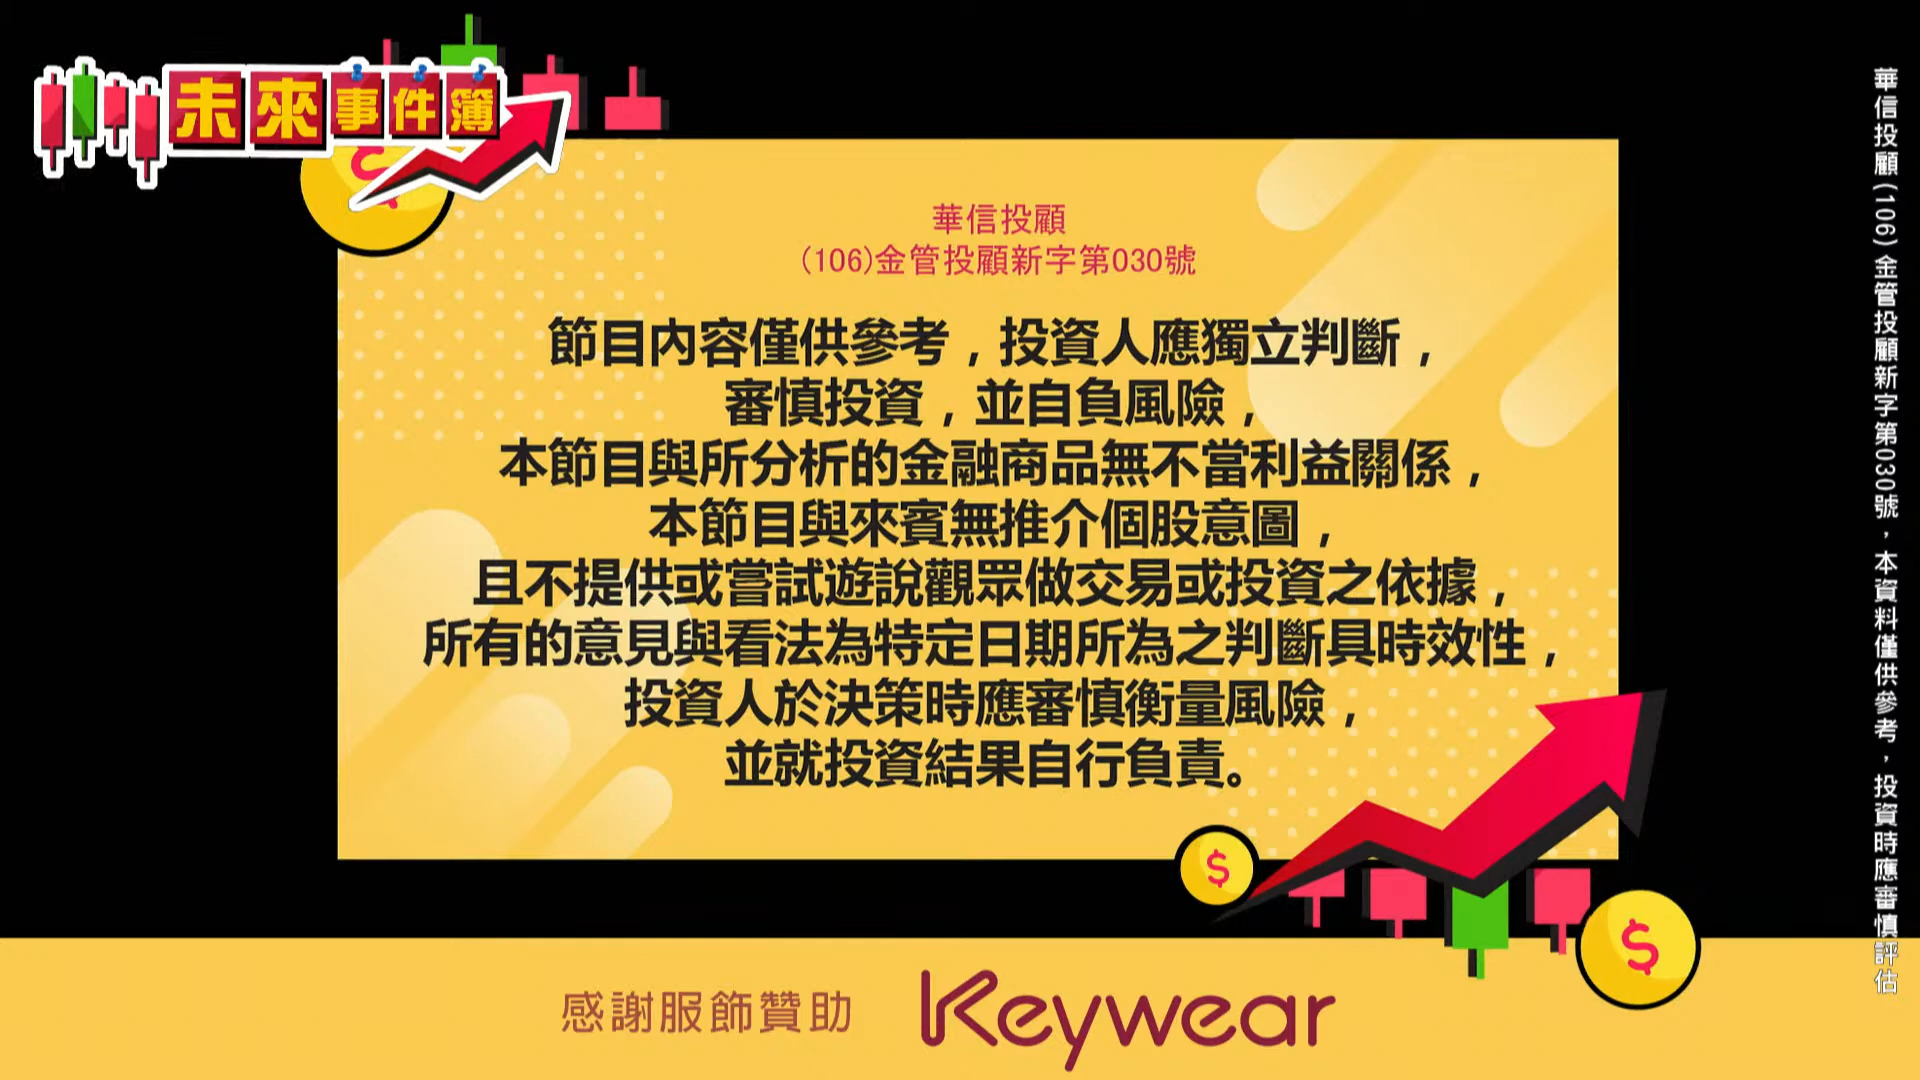 未來事件簿
華信投顧
(106)金管投顧新字第030號
節目內容僅供參考，投資人應獨立判斷，
審慎投資，並自負風險，
本節目與所分析的金融商品無不當利益關係，
本節目與來賓無推介個股意圖，
且不提供或嘗試遊說觀眾做交易或投資之依據，
所有的意見與看法為特定日期所為之判斷具時效性，
投資人於決策時應審慎衡量風險，
並就投資結果自行負責。
$
$
感謝服飾贊助 Keywear
華信投顧(106)金管投顧新字第030號，本資料僅供參考，投資時應審慎評估